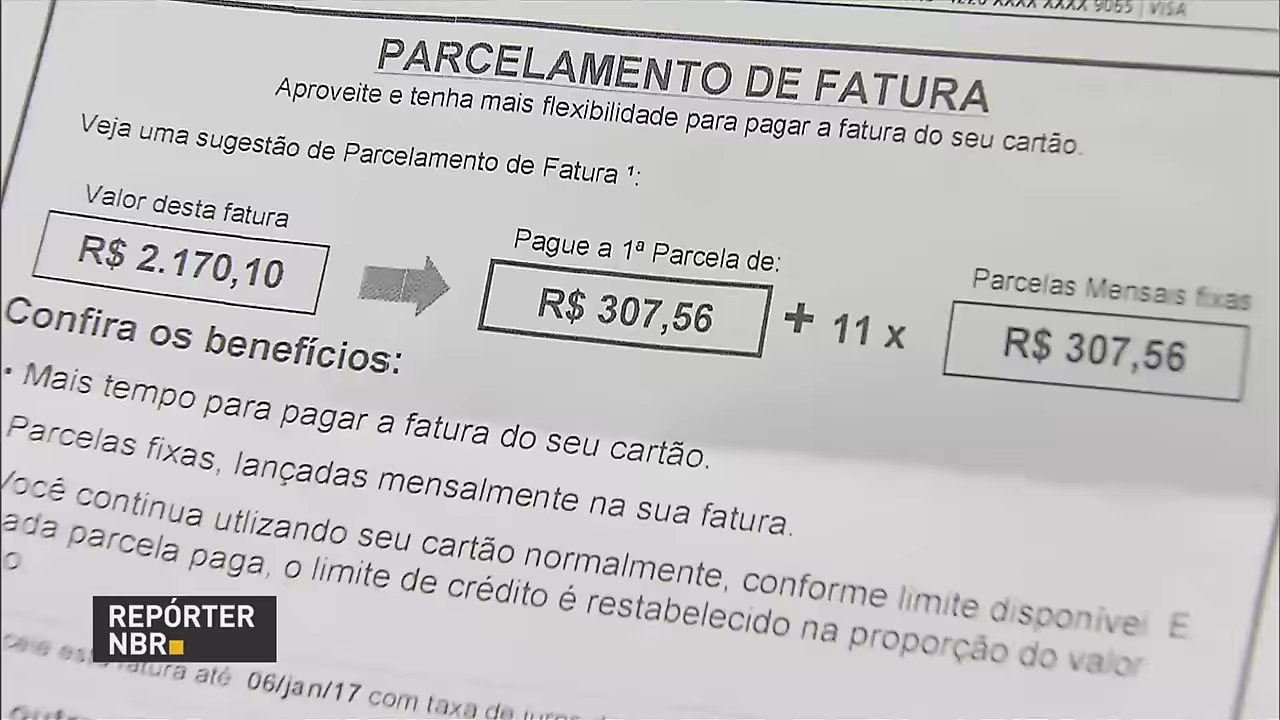 XXXX XXXX 9065 | VISA
PARCELAMENTO DE FATURA
Aproveite e tenha mais flexibilidade para pagar a fatura do seu cartão.
Veja uma sugestão de Parcelamento de Fatura ¹:
Valor desta fatura
R$ 2.170,10
Pague a 1ª Parcela de:
R$ 307,56
+ 11 x
Parcelas Mensais fixas
R$ 307,56
Confira os benefícios:
• Mais tempo para pagar a fatura do seu cartão.
Parcelas fixas, lançadas mensalmente na sua fatura.
Você continua utlizando seu cartão normalmente, conforme limite disponível E
ada parcela paga, o limite de crédito é restabelecido na proporção do valor
o
fatura até 06/jan/17 com taxa de juros
REPÓRTER
NBR